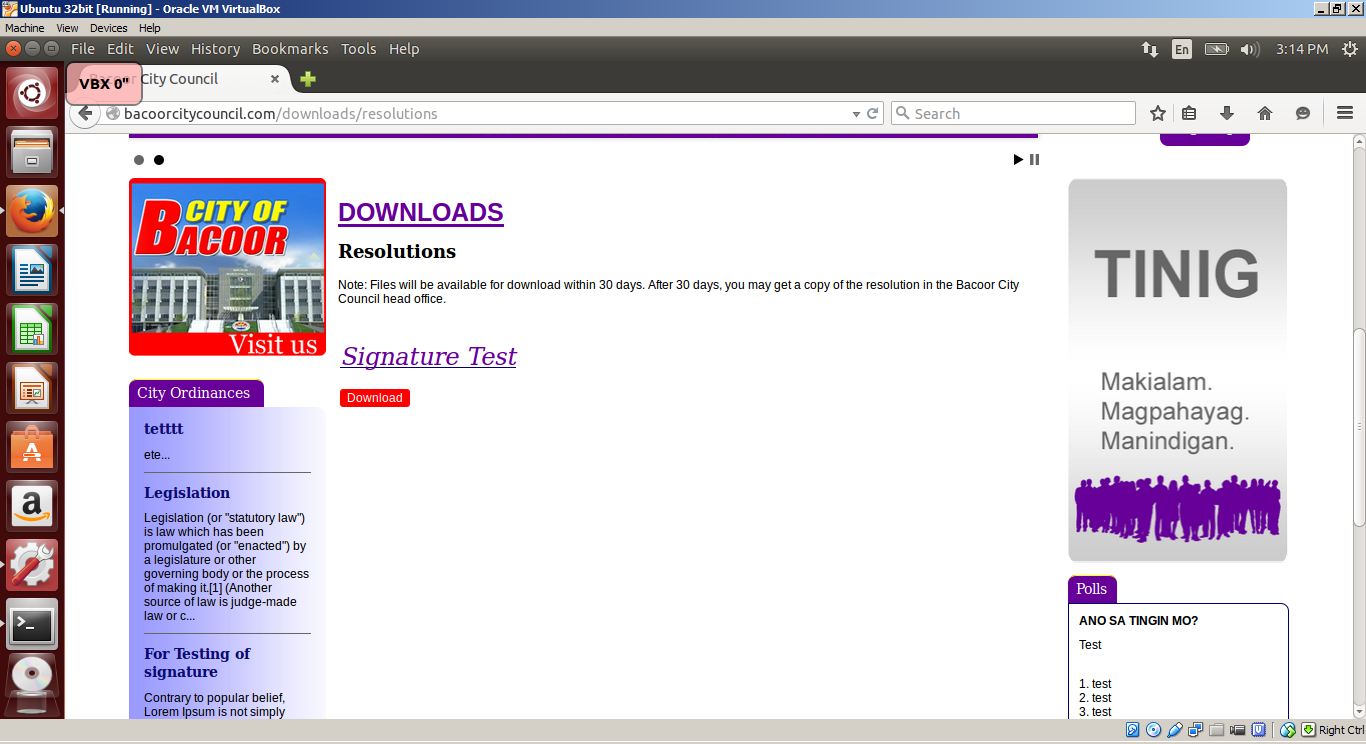 Ubuntu 32bit [Running] - Oracle VM VirtualBox
Machine View Devices Help
File Edit View History Bookmarks Tools Help
En
3:14 PM
VBX 0"
City Council
bacoorcitycouncil.com/downloads/resolutions
Search
CITY OF
BACOOR
Visit us
City Ordinances
tetttt
ete...
Legislation
Legislation (or "statutory law")
is law which has been
promulgated (or "enacted") by
a legislature or other
governing body or the process
of making it.[1] (Another
source of law is judge-made
law or c...
For Testing of
signature
Contrary to popular belief,
Lorem Ipsum is not simply
DOWNLOADS
Resolutions
Note: Files will be available for download within 30 days. After 30 days, you may get a copy of the resolution in the Bacoor City
Council head office.
Signature Test
Download
TINIG
Makialam.
Magpahayag.
Manindigan.
Polls
ANO SA TINGIN MO?
Test
1. test
2. test
3. test
Right Ctrl